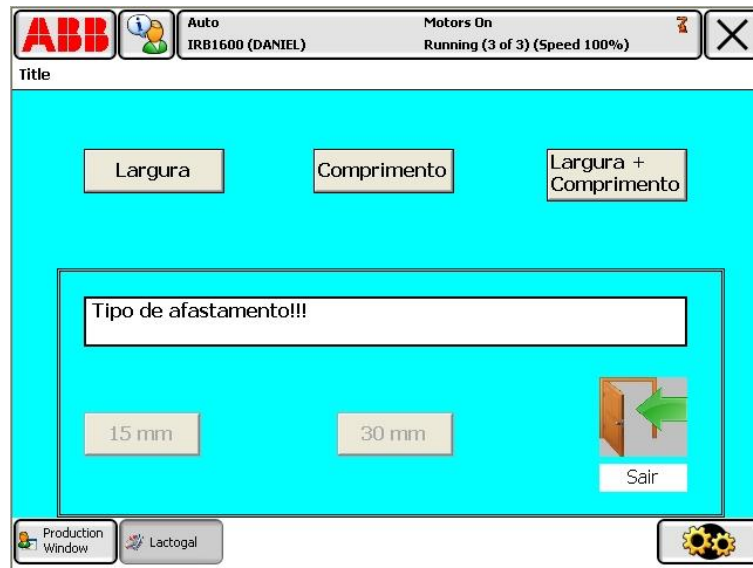 ABB
Auto
IRB1600 (DANIEL)
Motors On
Running (3 of 3) (Speed 100%)
Title
Largura
Comprimento
Largura +
Comprimento
Tipo de afastamento!!!
15 mm
30 mm
Sair
Production
Window
Lactogal